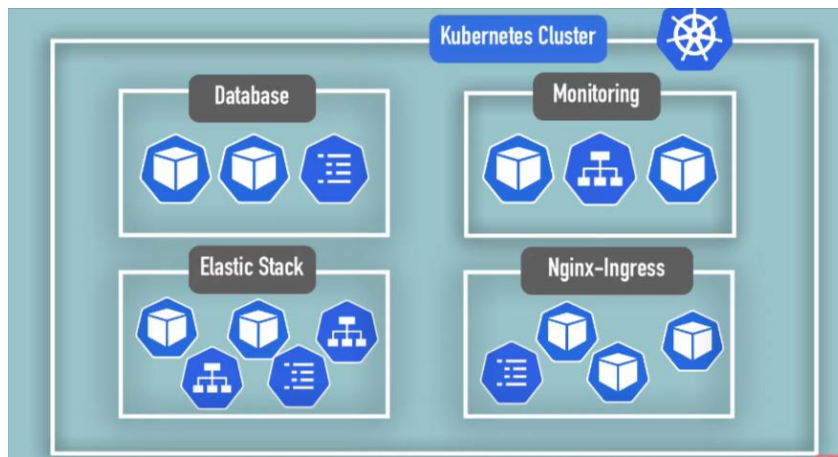 Kubernetes Cluster
Database
Monitoring
Elastic Stack
Nginx-Ingress